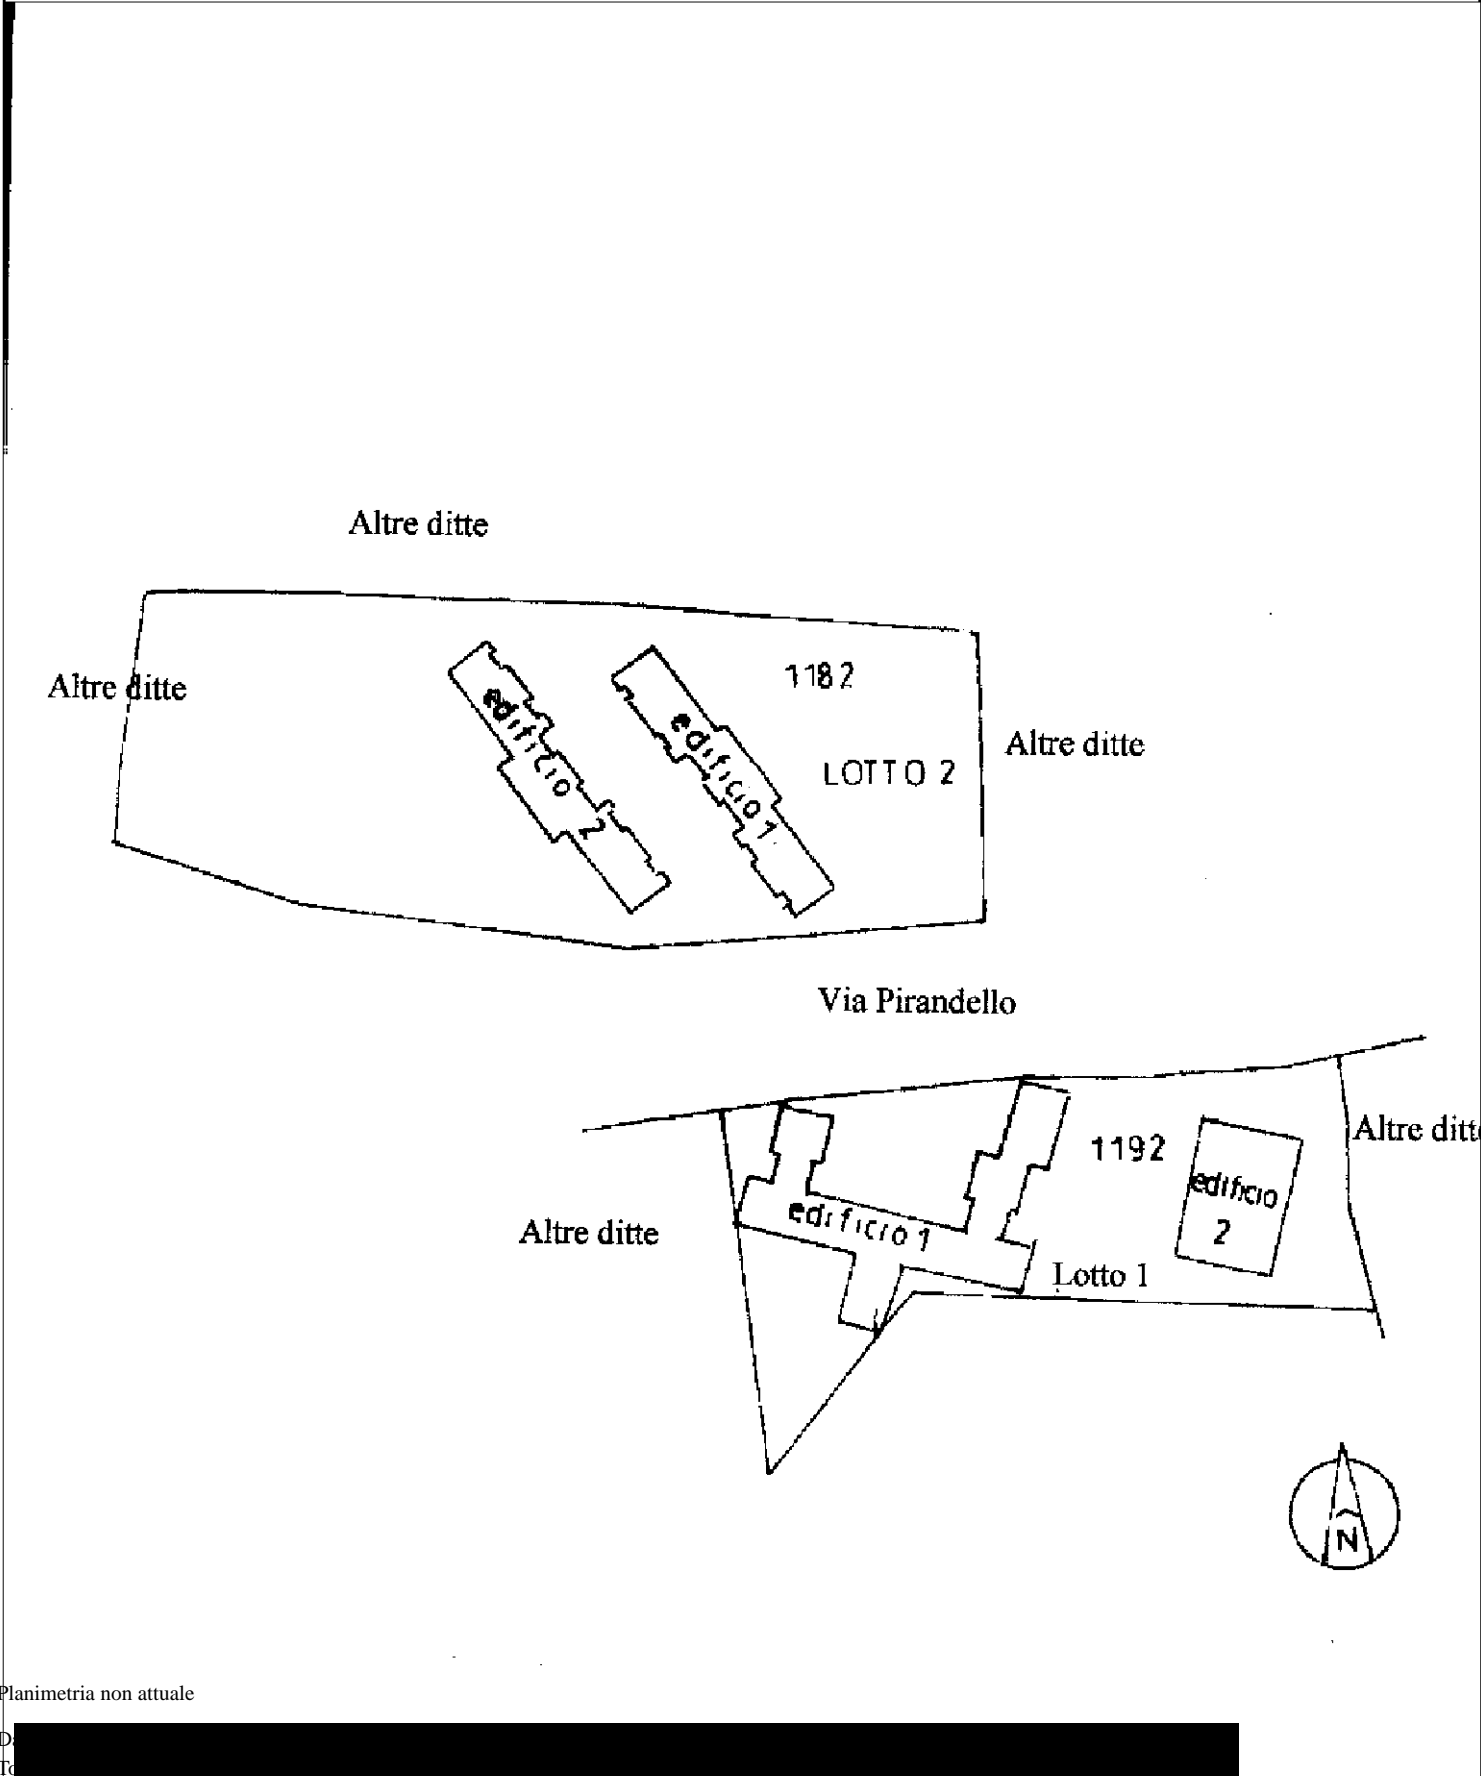 Altre ditte
Altre ditte
edificio 2
edificio 1
1182
LOTTO 2
Altre ditte
Via Pirandello
Altre ditte
edificio 1
1192
edificio
2
Altre ditt
Lotto 1
N
Planimetria non attuale